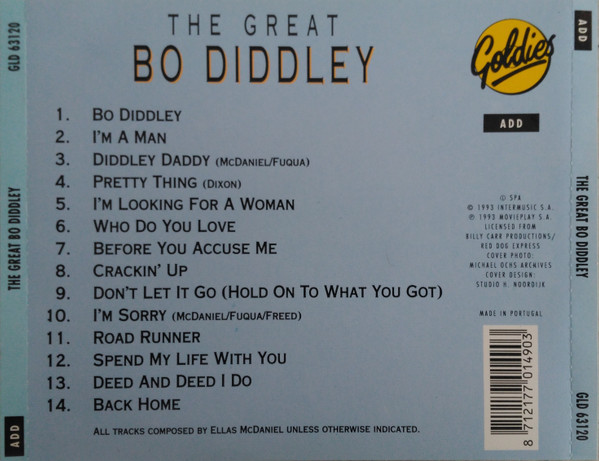 GLD 63120
THE GREAT BO DIDDLEY
ADD
THE GREAT
BO DIDDLEY
1. BO DIDDLEY
2. I'M A MAN
3. DIDDLEY DADDY (MCDANIEL/FUQUA)
4. PRETTY THING (DIXON)
5. I'M LOOKING FOR A WOMAN
6. WHO DO YOU LOVE
7. BEFORE YOU ACCUSE ME
8. CRACKIN' UP
9. DON'T LET IT GO (HOLD ON TO WHAT YOU GOT)
10. I'M SORRY (MCDANIEL/FUQUA/FREED)
11. ROAD RUNNER
12. SPEND MY LIFE WITH YOU
13. DEED AND DEED I DO
14. BACK HOME
ALL TRACKS COMPOSED BY ELLAS MCDANIEL UNLESS OTHERWISE INDICATED.
Goldies
ADD
Ⓟ SPA
© 1993 INTERMUSIC S.A.
℗ 1993 MOVIEPLAY S.A.
LICENSED FROM
BILLY CARR PRODUCTIONS/
RED DOG EXPRESS
COVER PHOTO:
MICHAEL OCHS ARCHIVES
COVER DESIGN:
STUDIO H. NOORDIJK
MADE IN PORTUGAL
8 712177 014903
ADD
THE GREAT BO DIDDLEY
GLD 63120